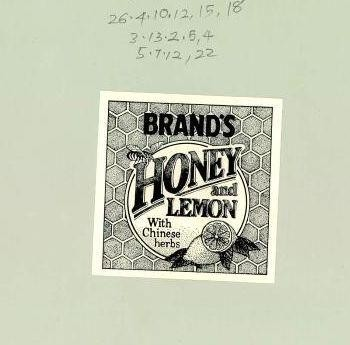 26·4·10,12,15,18
3·13·2·5,4
5·7·12,22
BRAND'S
HONEY
and
LEMON
With
Chinese
herbs